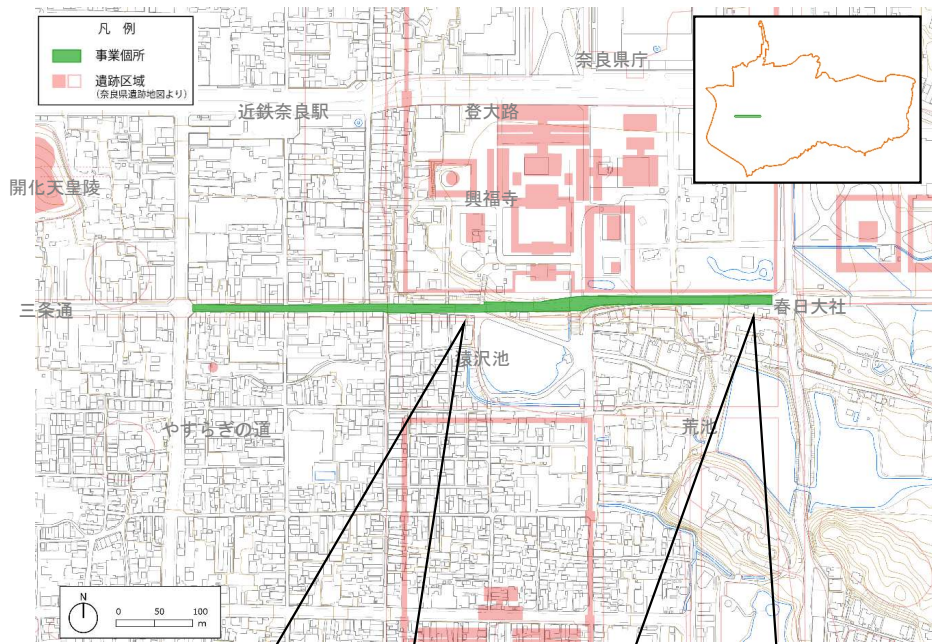 凡 例
事業個所
遺跡区域
(奈良県遺跡地図より)
奈良県庁
近鉄奈良駅
登大路
開化天皇陵
興福寺
三条通
春日大社
猿沢池
やすらぎの道
荒池
N
0 50 100
m